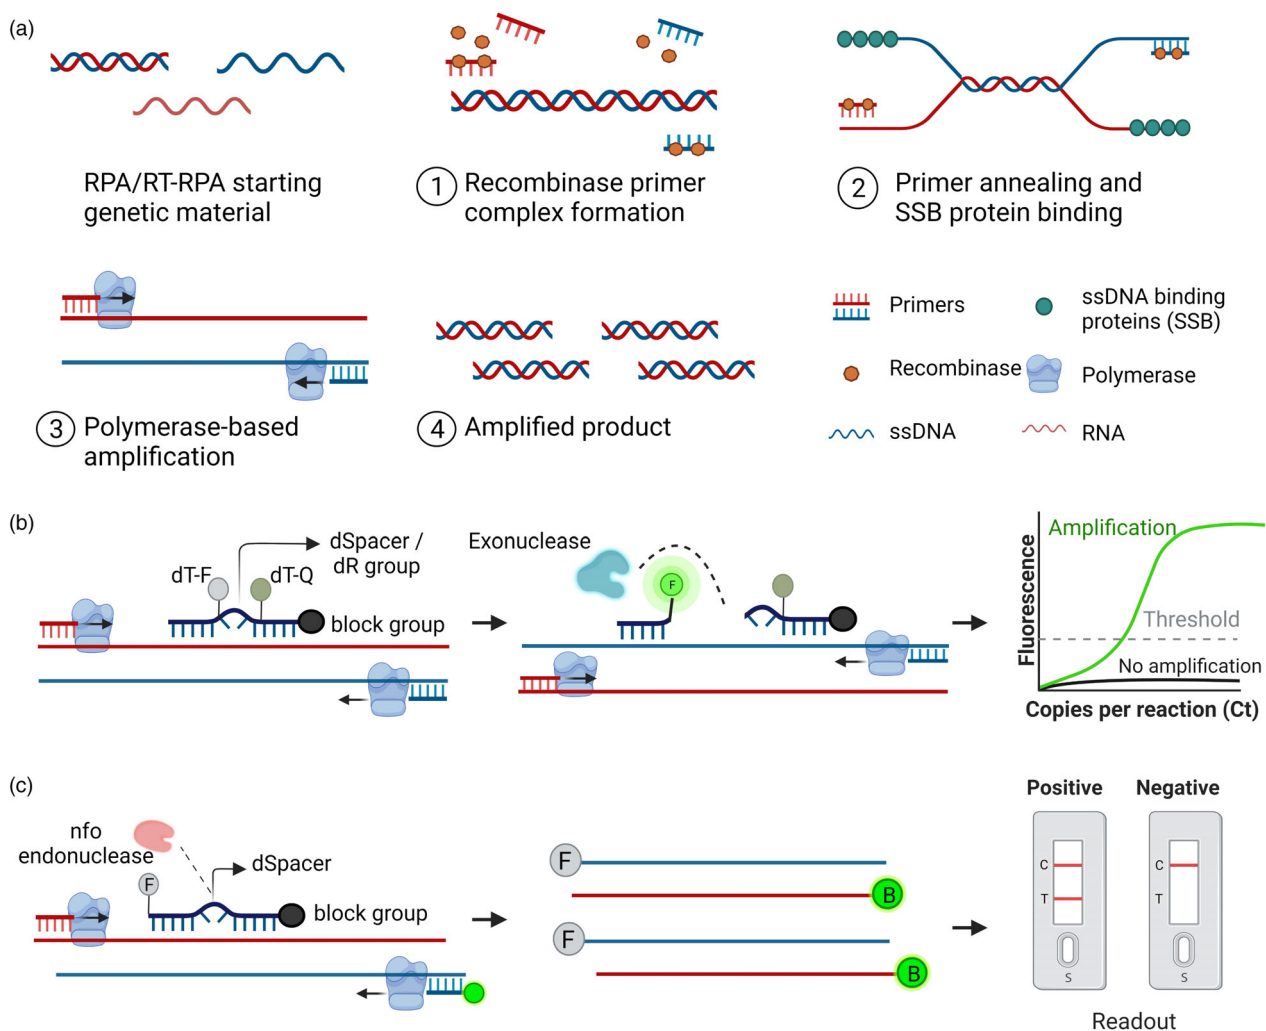 (a)
RPA/RT-RPA starting
genetic material
1 Recombinase primer
complex formation
2 Primer annealing and
SSB protein binding
3 Polymerase-based
amplification
4 Amplified product
Primers
ssDNA binding
proteins (SSB)
Recombinase
Polymerase
ssDNA
RNA
(b)
dT-F
dSpacer /
dR group
dT-Q
block group
Exonuclease
F
Fluorescence
Amplification
Threshold
No amplification
Copies per reaction (Ct)
(c)
nfo
endonuclease
F
dSpacer
block group
F
B
F
B
Positive
Negative
C
T
S
C
T
S
Readout